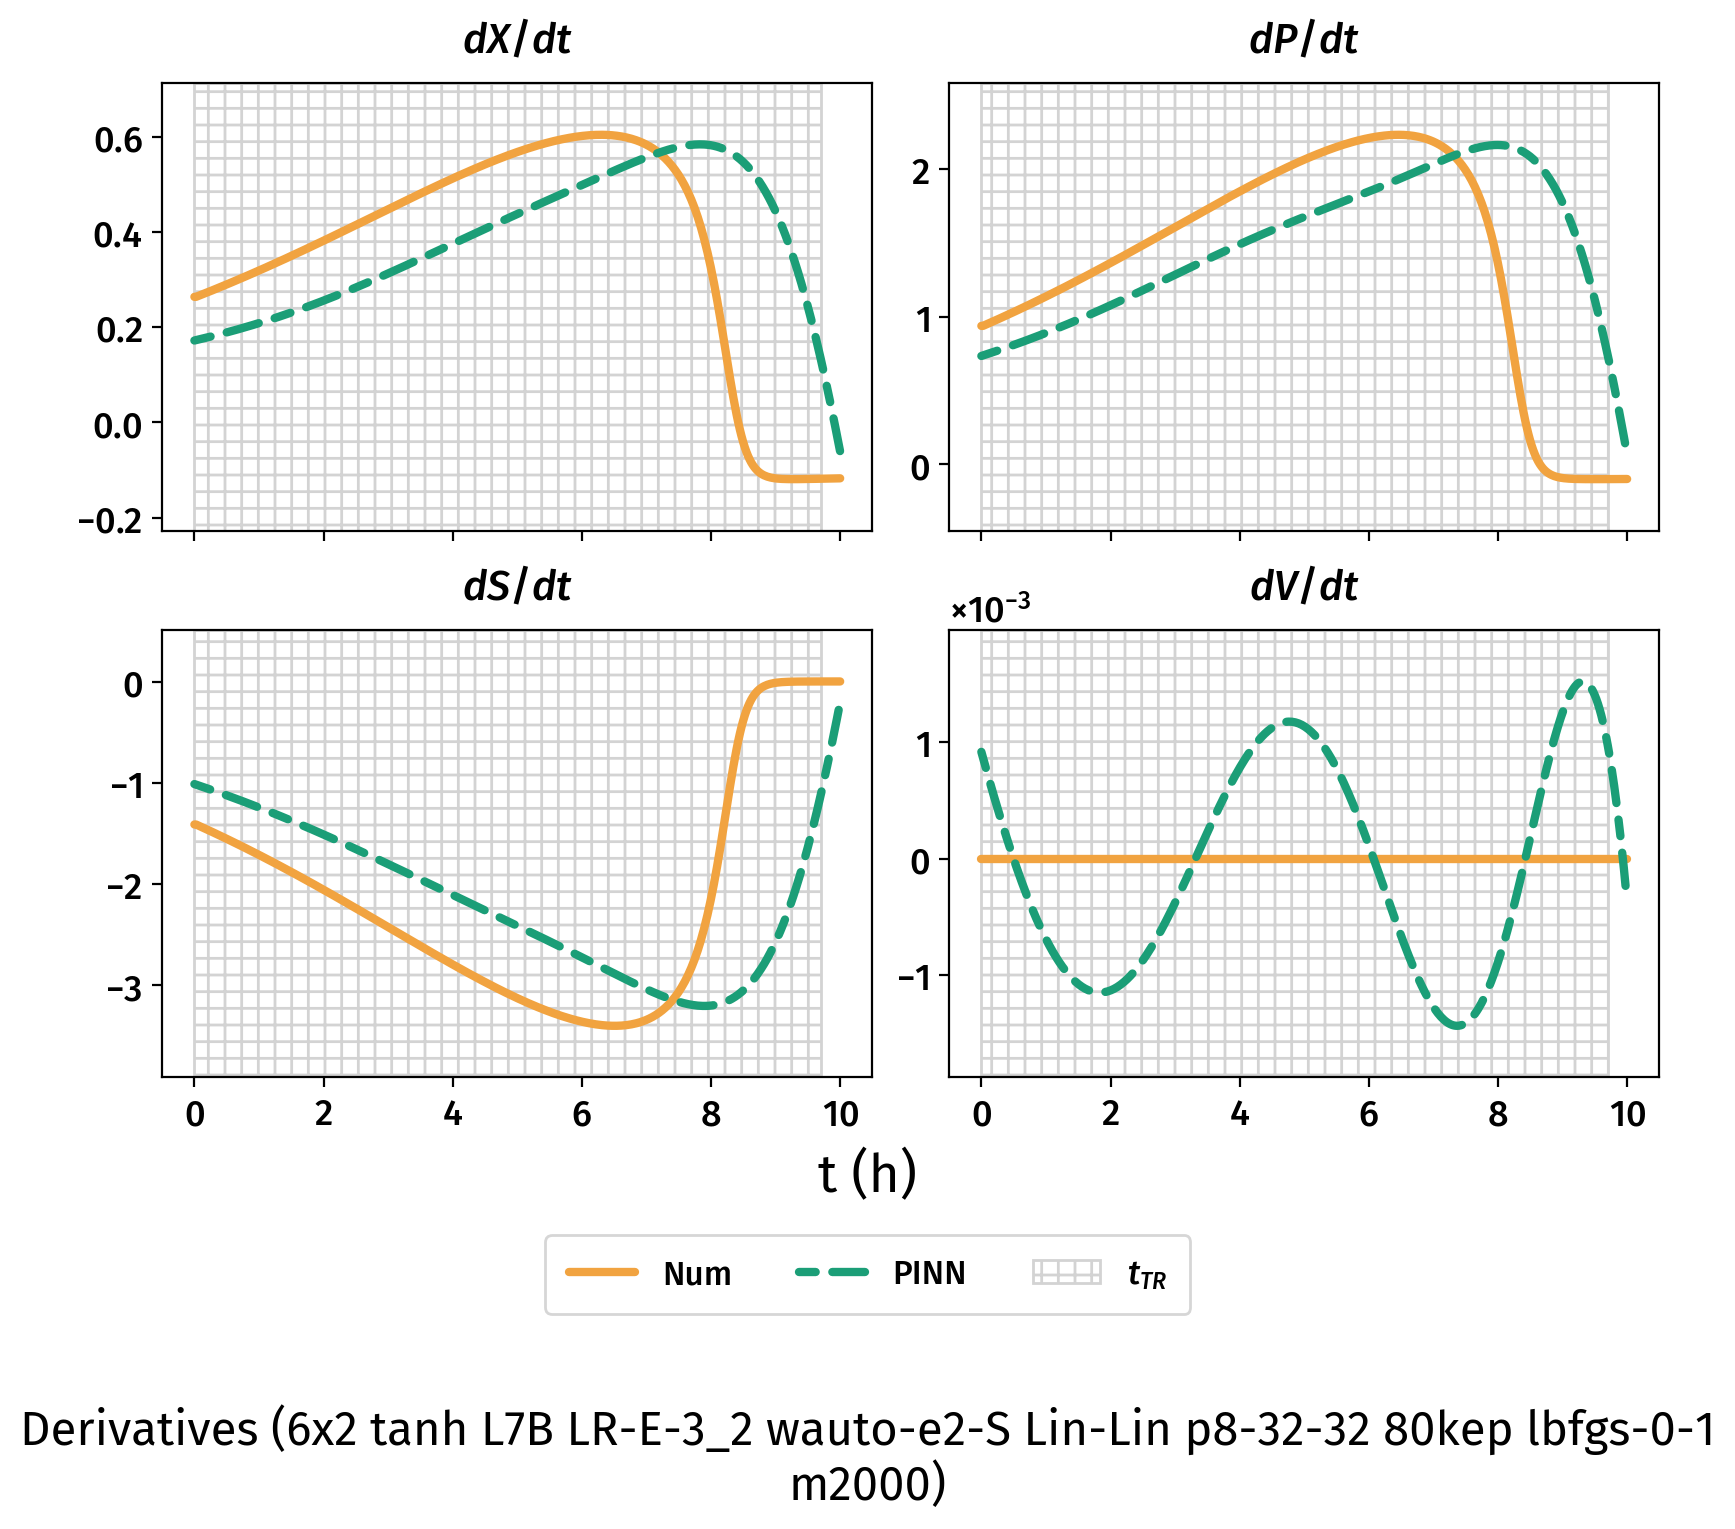 dX/dt
dP/dt
0.6
0.4
0.2
0.0
−0.2
2
1
0
dS/dt
dV/dt
×10⁻³
0
−1
−2
−3
1
0
−1
0 2 4 6 8 10
0 2 4 6 8 10
t (h)
Num PINN t_TR
Derivatives (6x2 tanh L7B LR-E-3_2 wauto-e2-S Lin-Lin p8-32-32 80kep lbfgs-0-1
m2000)